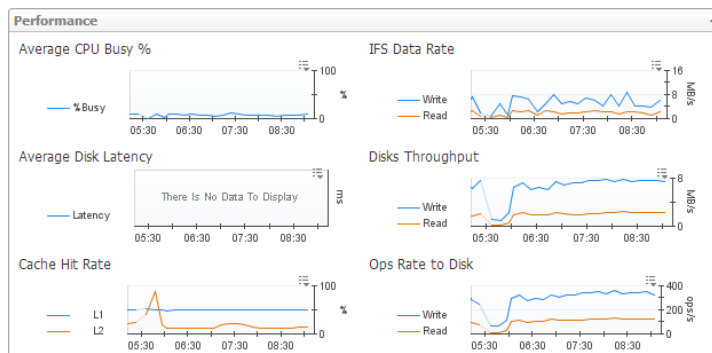 Performance
Average CPU Busy %
100
%
0
%Busy
05:30 06:30 07:30 08:30
IFS Data Rate
16
8
MB/s
0
Write
Read
05:30 06:30 07:30 08:30
Average Disk Latency
There Is No Data To Display
ms
Latency
05:30 06:30 07:30 08:30
Disks Throughput
8
MB/s
0
Write
Read
05:30 06:30 07:30 08:30
Cache Hit Rate
100
%
0
L1
L2
05:30 06:30 07:30 08:30
Ops Rate to Disk
400
200
ops/s
0
Write
Read
05:30 06:30 07:30 08:30